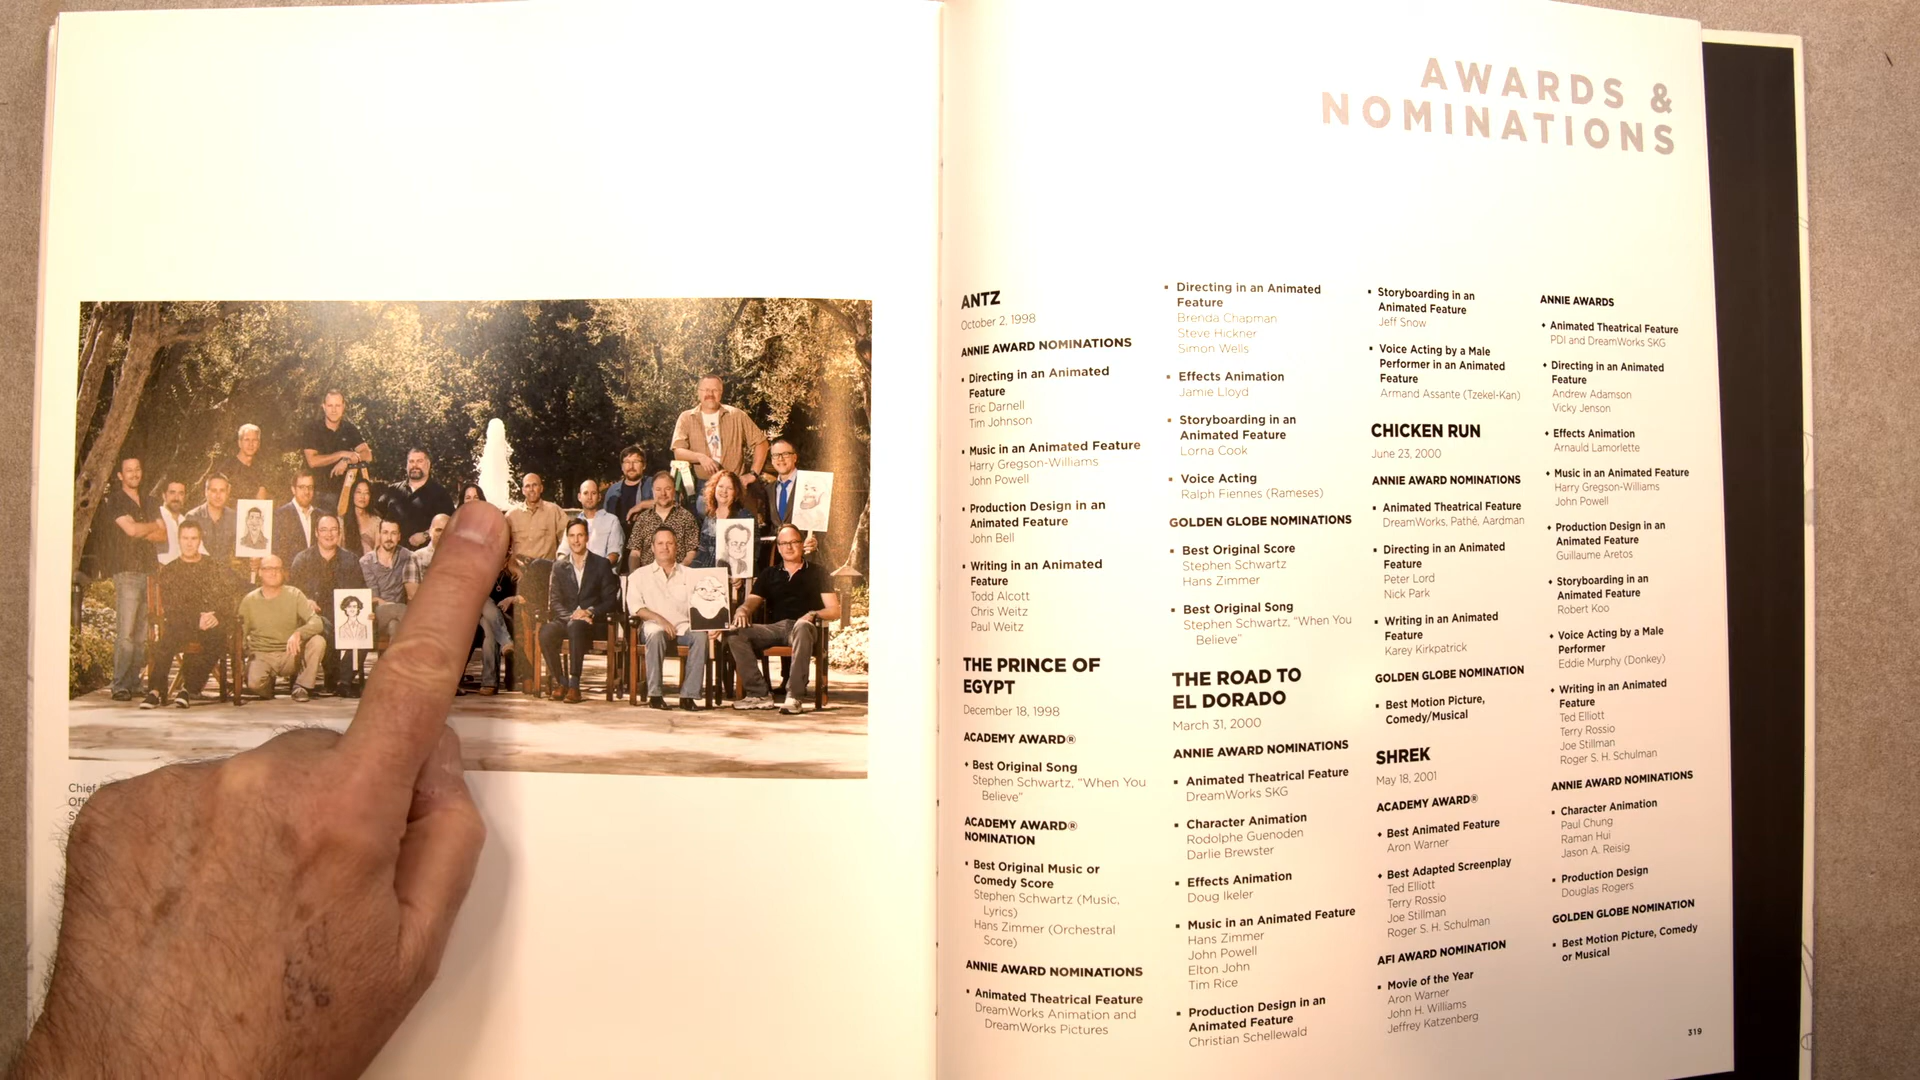 Chief
Off
AWARDS &
NOMINATIONS
ANTZ
October 2, 1998
ANNIE AWARD NOMINATIONS
▪ Directing in an Animated
Feature
Eric Darnell
Tim Johnson
▪ Music in an Animated Feature
Harry Gregson-Williams
John Powell
▪ Production Design in an
Animated Feature
John Bell
▪ Writing in an Animated
Feature
Todd Alcott
Chris Weitz
Paul Weitz
THE PRINCE OF
EGYPT
December 18, 1998
ACADEMY AWARD®
♦ Best Original Song
Stephen Schwartz, "When You
Believe"
ACADEMY AWARD®
NOMINATION
▪ Best Original Music or
Comedy Score
Stephen Schwartz (Music,
Lyrics)
Hans Zimmer (Orchestral
Score)
ANNIE AWARD NOMINATIONS
▪ Animated Theatrical Feature
DreamWorks Animation and
DreamWorks Pictures
▪ Directing in an Animated
Feature
Brenda Chapman
Steve Hickner
Simon Wells
▪ Effects Animation
Jamie Lloyd
▪ Storyboarding in an
Animated Feature
Lorna Cook
▪ Voice Acting
Ralph Fiennes (Rameses)
GOLDEN GLOBE NOMINATIONS
▪ Best Original Score
Stephen Schwartz
Hans Zimmer
▪ Best Original Song
Stephen Schwartz, "When You
Believe"
THE ROAD TO
EL DORADO
March 31, 2000
ANNIE AWARD NOMINATIONS
▪ Animated Theatrical Feature
DreamWorks SKG
▪ Character Animation
Rodolphe Guenoden
Darlie Brewster
▪ Effects Animation
Doug Ikeler
▪ Music in an Animated Feature
Hans Zimmer
John Powell
Elton John
Tim Rice
▪ Production Design in an
Animated Feature
Christian Schellewald
▪ Storyboarding in an
Animated Feature
Jeff Snow
▪ Voice Acting by a Male
Performer in an Animated
Feature
Armand Assante (Tzekel-Kan)
CHICKEN RUN
June 23, 2000
ANNIE AWARD NOMINATIONS
▪ Animated Theatrical Feature
DreamWorks, Pathé, Aardman
▪ Directing in an Animated
Feature
Peter Lord
Nick Park
▪ Writing in an Animated
Feature
Karey Kirkpatrick
GOLDEN GLOBE NOMINATION
▪ Best Motion Picture,
Comedy/Musical
SHREK
May 18, 2001
ACADEMY AWARD®
♦ Best Animated Feature
Aron Warner
♦ Best Adapted Screenplay
Ted Elliott
Terry Rossio
Joe Stillman
Roger S. H. Schulman
AFI AWARD NOMINATION
▪ Movie of the Year
Aron Warner
John H. Williams
Jeffrey Katzenberg
ANNIE AWARDS
♦ Animated Theatrical Feature
PDI and DreamWorks SKG
♦ Directing in an Animated
Feature
Andrew Adamson
Vicky Jenson
♦ Effects Animation
Arnauld Lamorlette
♦ Music in an Animated Feature
Harry Gregson-Williams
John Powell
♦ Production Design in an
Animated Feature
Guillaume Aretos
♦ Storyboarding in an
Animated Feature
Robert Koo
♦ Voice Acting by a Male
Performer
Eddie Murphy (Donkey)
♦ Writing in an Animated
Feature
Ted Elliott
Terry Rossio
Joe Stillman
Roger S. H. Schulman
ANNIE AWARD NOMINATIONS
▪ Character Animation
Paul Chung
Raman Hui
Jason A. Reisig
▪ Production Design
Douglas Rogers
GOLDEN GLOBE NOMINATION
▪ Best Motion Picture, Comedy
or Musical
319